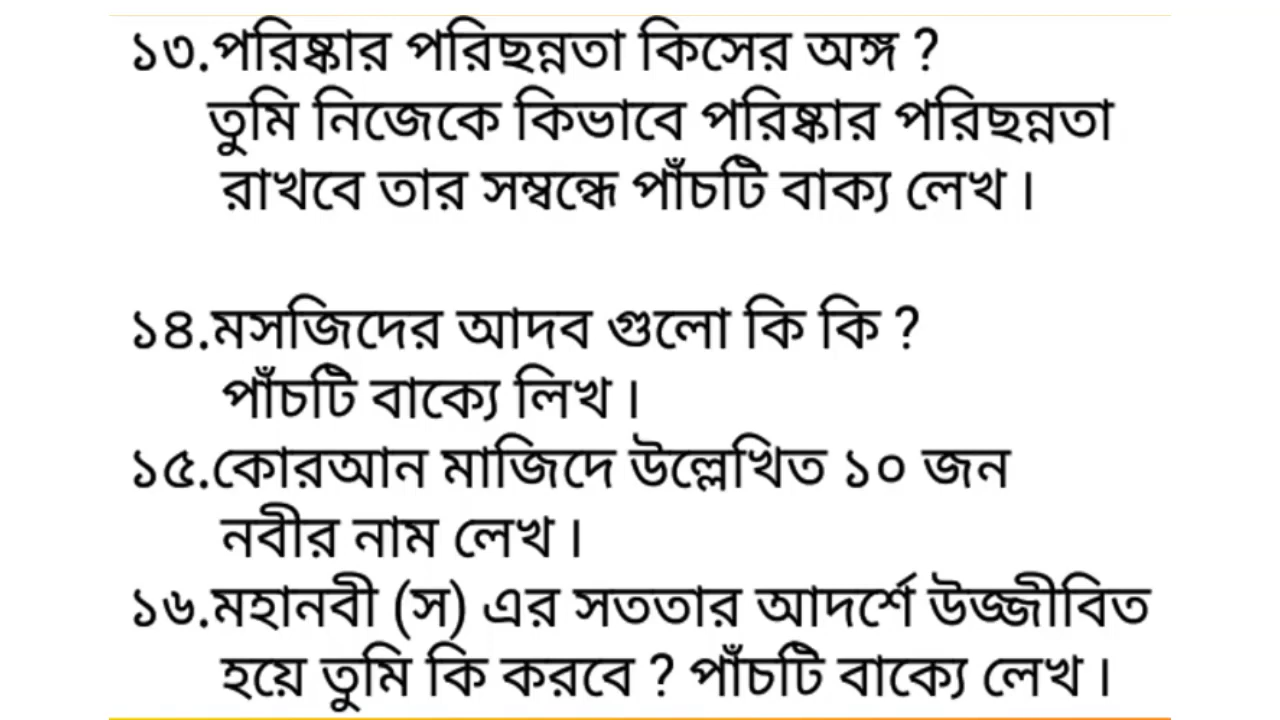 ১৩.পরিষ্কার পরিছন্নতা কিসের অঙ্গ ?
তুমি নিজেকে কিভাবে পরিষ্কার পরিছন্নতা
রাখবে তার সম্বন্ধে পাঁচটি বাক্য লেখ।
১৪.মসজিদের আদব গুলো কি কি ?
পাঁচটি বাক্যে লিখ।
১৫.কোরআন মাজিদে উল্লেখিত ১০ জন
নবীর নাম লেখ।
১৬.মহানবী (স) এর সততার আদর্শে উজ্জীবিত
হয়ে তুমি কি করবে ? পাঁচটি বাক্যে লেখ।